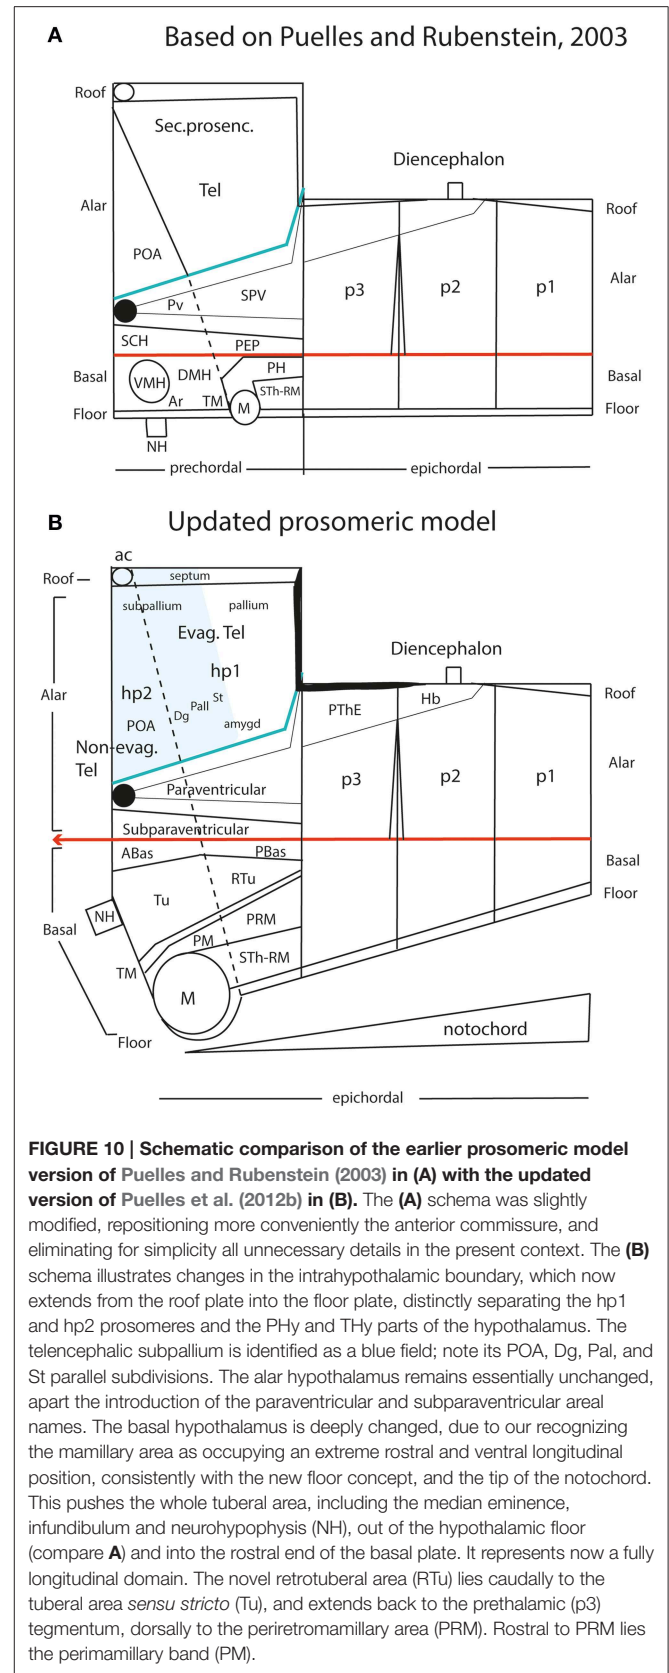 A Based on Puelles and Rubenstein, 2003
Roof
Sec.prosenc.
Diencephalon
Tel
Alar
Roof
POA
Alar
SPV
p3
p2
p1
Pv
SCH
PEP
Basal
VMH
DMH
PH
Basal
STh-RM
Ar
TM
M
Floor
Floor
NH
prechordal
epichordal
B Updated prosomeric model
ac
Roof
septum
subpallium
pallium
Evag. Tel
Diencephalon
hp1
hp2
Alar
St
Pall
Dg
POA
amygd
PThE
Hb
Roof
Non-evag.
Tel
Alar
Paraventricular
p3
p2
p1
Subparaventricular
ABas
PBas
Basal
RTu
Floor
Tu
NH
PRM
Basal
PM
STh-RM
TM
M
notochord
Floor
epichordal
FIGURE 10 | Schematic comparison of the earlier prosomeric model
version of Puelles and Rubenstein (2003) in (A) with the updated
version of Puelles et al. (2012b) in (B). The (A) schema was slightly
modified, repositioning more conveniently the anterior commissure, and
eliminating for simplicity all unnecessary details in the present context. The (B)
schema illustrates changes in the intrahypothalamic boundary, which now
extends from the roof plate into the floor plate, distinctly separating the hp1
and hp2 prosomeres and the PHy and THy parts of the hypothalamus. The
telencephalic subpallium is identified as a blue field; note its POA, Dg, Pal, and
St parallel subdivisions. The alar hypothalamus remains essentially unchanged,
apart the introduction of the paraventricular and subparaventricular areal
names. The basal hypothalamus is deeply changed, due to our recognizing
the mamillary area as occupying an extreme rostral and ventral longitudinal
position, consistently with the new floor concept, and the tip of the notochord.
This pushes the whole tuberal area, including the median eminence,
infundibulum and neurohypophysis (NH), out of the hypothalamic floor
(compare A) and into the rostral end of the basal plate. It represents now a fully
longitudinal domain. The novel retrotuberal area (RTu) lies caudally to the
tuberal area sensu stricto (Tu), and extends back to the prethalamic (p3)
tegmentum, dorsally to the periretromamillary area (PRM). Rostral to PRM lies
the perimamillary band (PM).